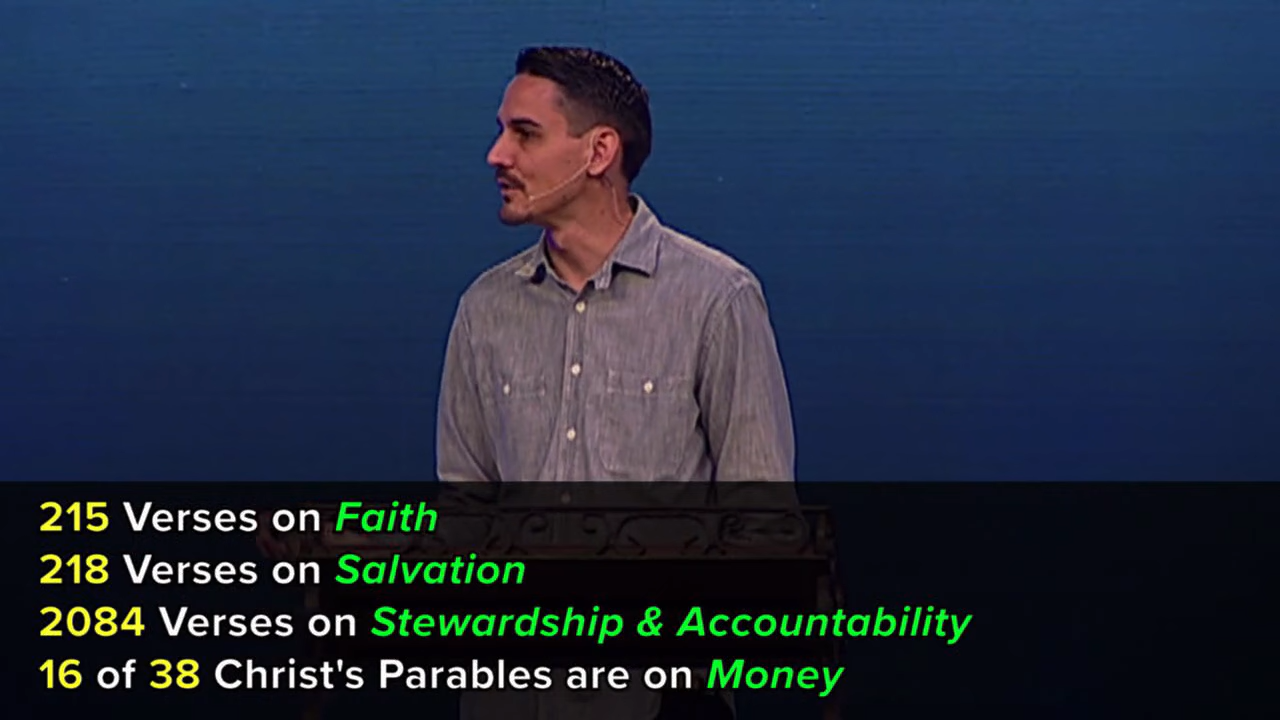 215 Verses on Faith
218 Verses on Salvation
2084 Verses on Stewardship & Accountability
16 of 38 Christ's Parables are on Money